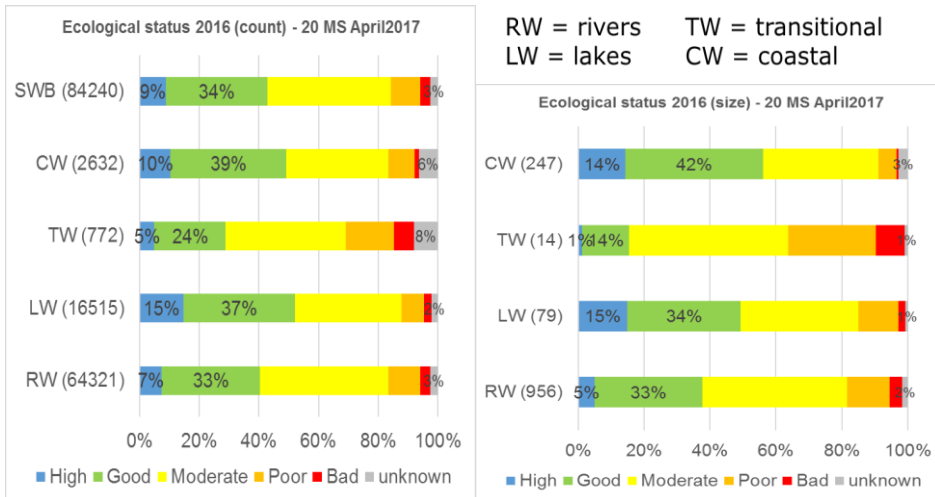 Ecological status 2016 (count) - 20 MS April2017
SWB (84240) 9% 34% 3%
CW (2632) 10% 39% 6%
TW (772) 5% 24% 8%
LW (16515) 15% 37% 2%
RW (64321) 7% 33% 3%
0% 20% 40% 60% 80% 100%
High Good Moderate Poor Bad unknown
RW = rivers TW = transitional
LW = lakes CW = coastal
Ecological status 2016 (size) - 20 MS April2017
CW (247) 14% 42% 3%
TW (14) 1% 14% 1%
LW (79) 15% 34% 1%
RW (956) 5% 33% 2%
0% 20% 40% 60% 80% 100%
High Good Moderate Poor Bad unknown